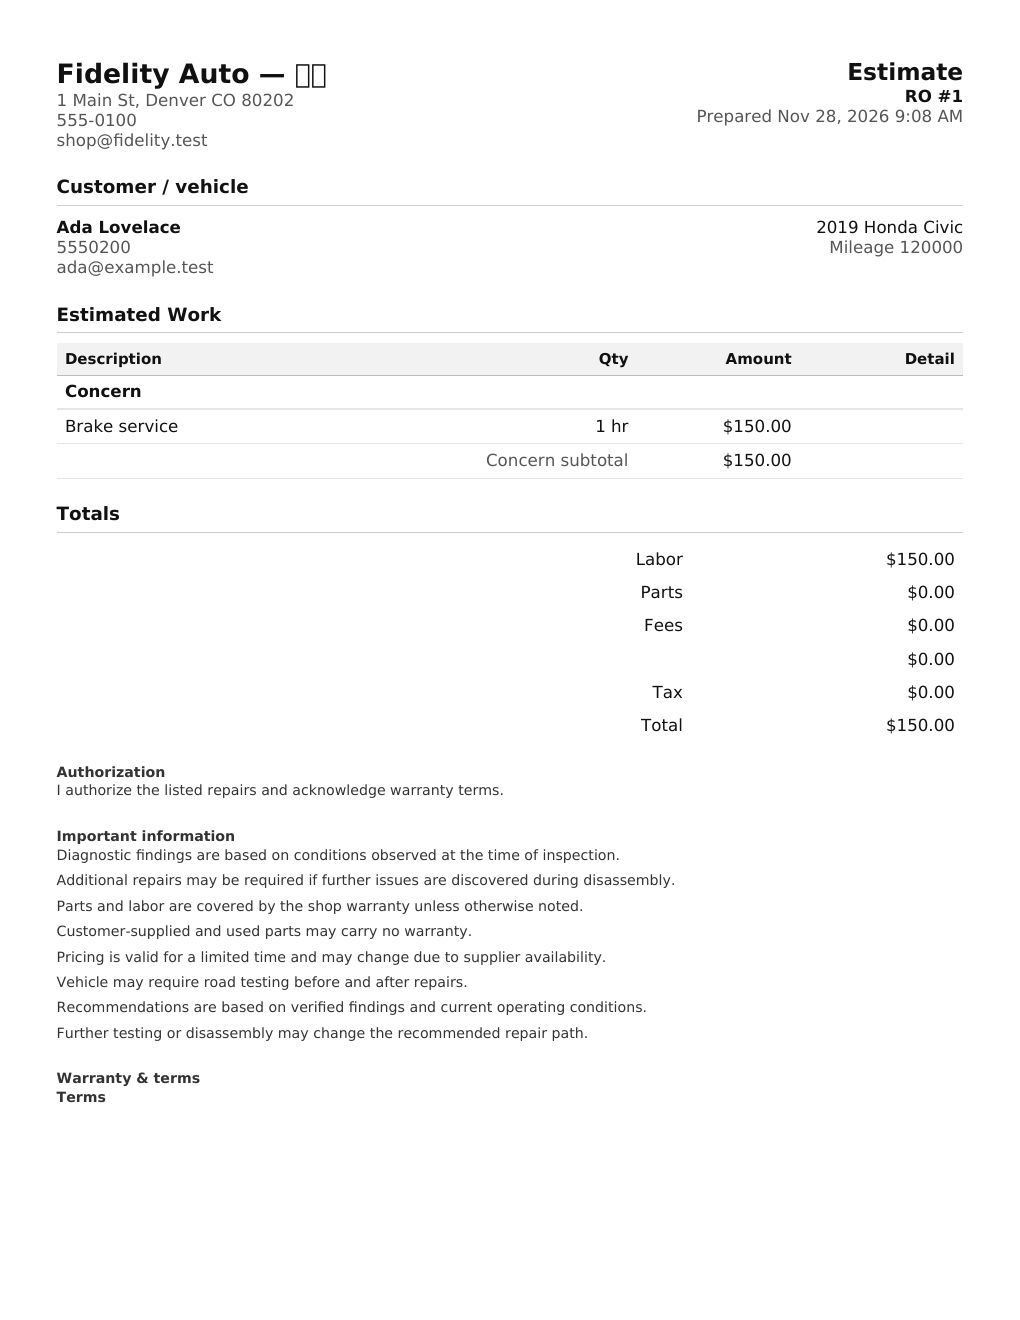 Fidelity Auto —
1 Main St, Denver CO 80202
555-0100
shop@fidelity.test
Estimate
RO #1
Prepared Nov 28, 2026 9:08 AM
Customer / vehicle
Ada Lovelace
5550200
ada@example.test
2019 Honda Civic
Mileage 120000
Estimated Work
Description Qty Amount Detail
Concern
Brake service 1 hr $150.00
Concern subtotal $150.00
Totals
Labor $150.00
Parts $0.00
Fees $0.00
$0.00
Tax $0.00
Total $150.00
Authorization
I authorize the listed repairs and acknowledge warranty terms.
Important information
Diagnostic findings are based on conditions observed at the time of inspection.
Additional repairs may be required if further issues are discovered during disassembly.
Parts and labor are covered by the shop warranty unless otherwise noted.
Customer-supplied and used parts may carry no warranty.
Pricing is valid for a limited time and may change due to supplier availability.
Vehicle may require road testing before and after repairs.
Recommendations are based on verified findings and current operating conditions.
Further testing or disassembly may change the recommended repair path.
Warranty & terms
Terms